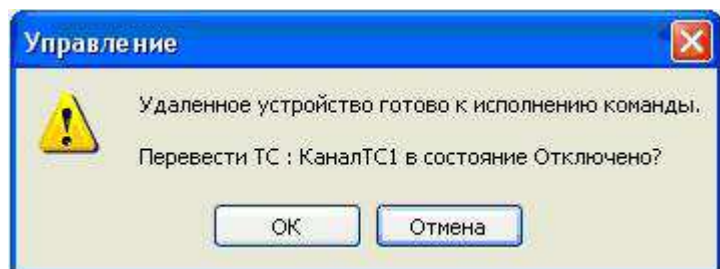 Управление
Удаленное устройство готово к исполнению команды.
Перевести ТС : КаналТС1 в состояние Отключено?
ОК
Отмена